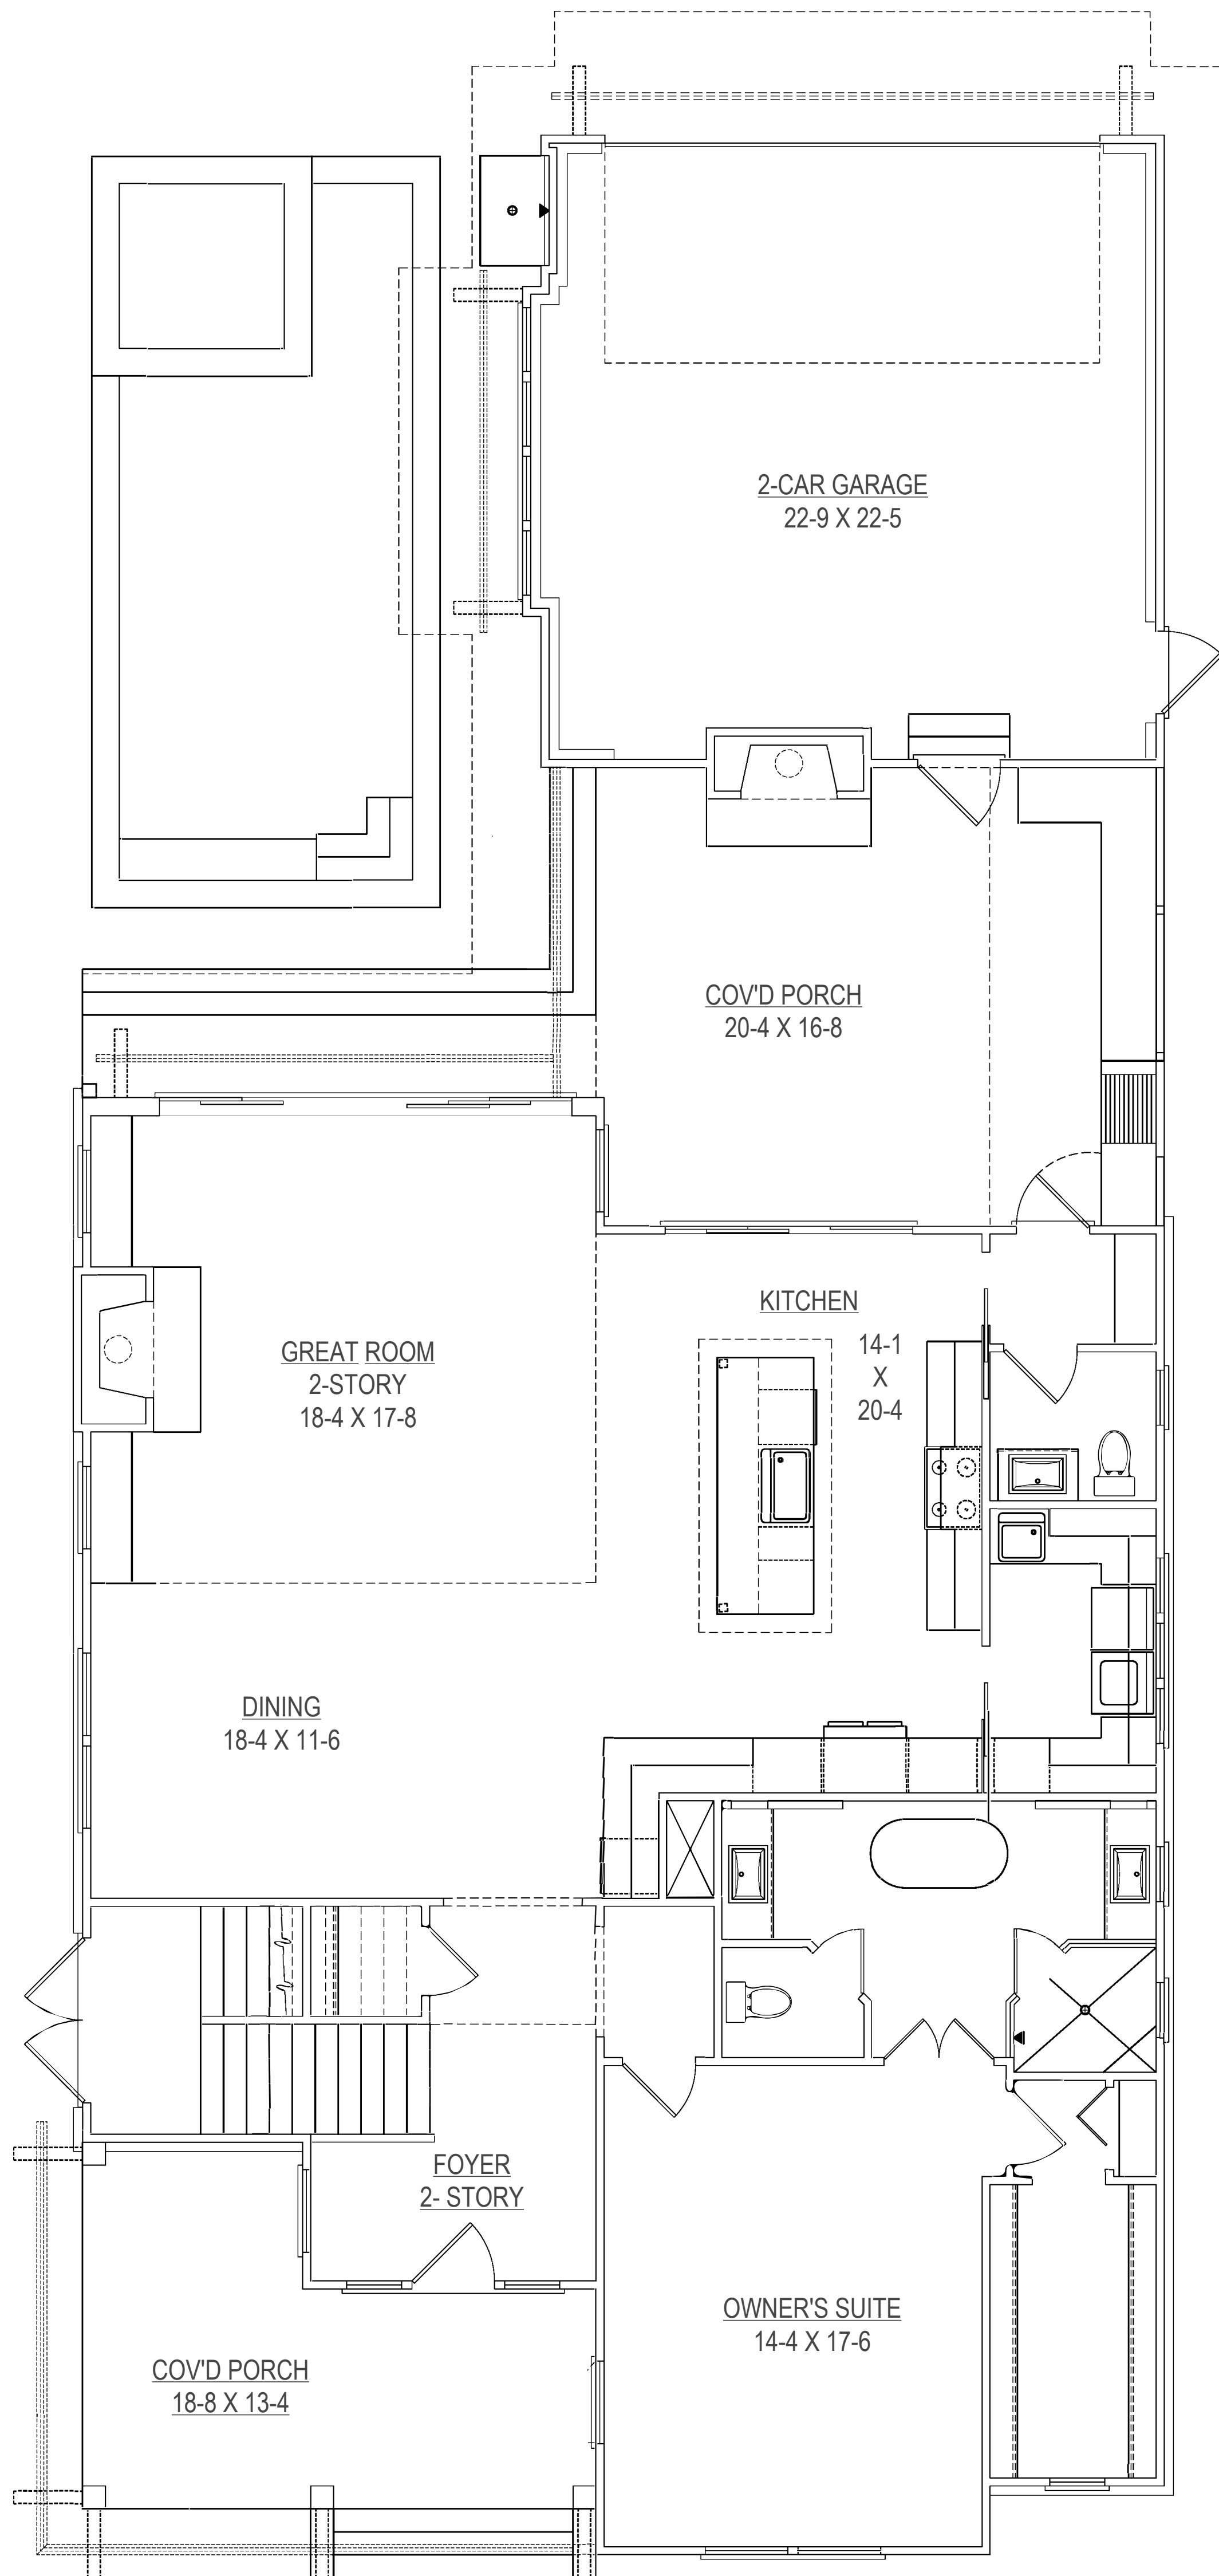 2-CAR GARAGE
22-9 X 22-5
COV'D PORCH
20-4 X 16-8
KITCHEN
14-1
X
20-4
GREAT ROOM
2-STORY
18-4 X 17-8
DINING
18-4 X 11-6
FOYER
2- STORY
OWNER'S SUITE
14-4 X 17-6
COV'D PORCH
18-8 X 13-4